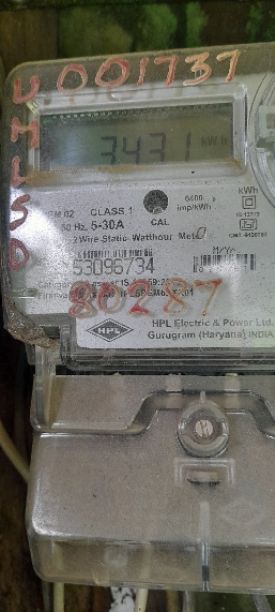 U 001737
M
L
S
O
3431 kWh
CLASS 1
6400
imp/kWh
kWh
50 Hz, 5-30A
CAL
2 Wire Static Watthour Meter
53096734
80287
HPL
HPL Electric & Power Ltd.
Gurugram (Haryana) INDIA
HPL